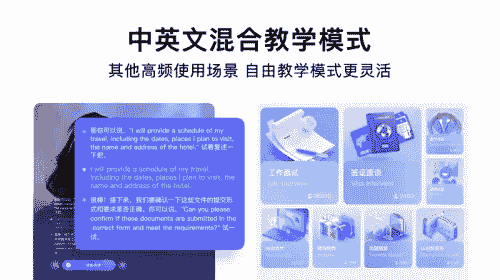 中英文混合教学模式
其他高频使用场景 自由教学模式更灵活
那你可以说，"I will provide a schedule of my
travel, including the dates, places I plan to visit,
the name and address of the hotel." 试着复述一
下吧。
I will provide a schedule of my travel,
including the dates, places I plan to visit, the
name and address of the hotel.
很棒！接下来，我们要确认一下这些文件的提交形
式和要求是否正确。你可以说，"Can you please
confirm if these documents are submitted in the
correct form and meet the requirements?" 试一
试。
工作面试
Job Interview
签证面谈
Visa Interview